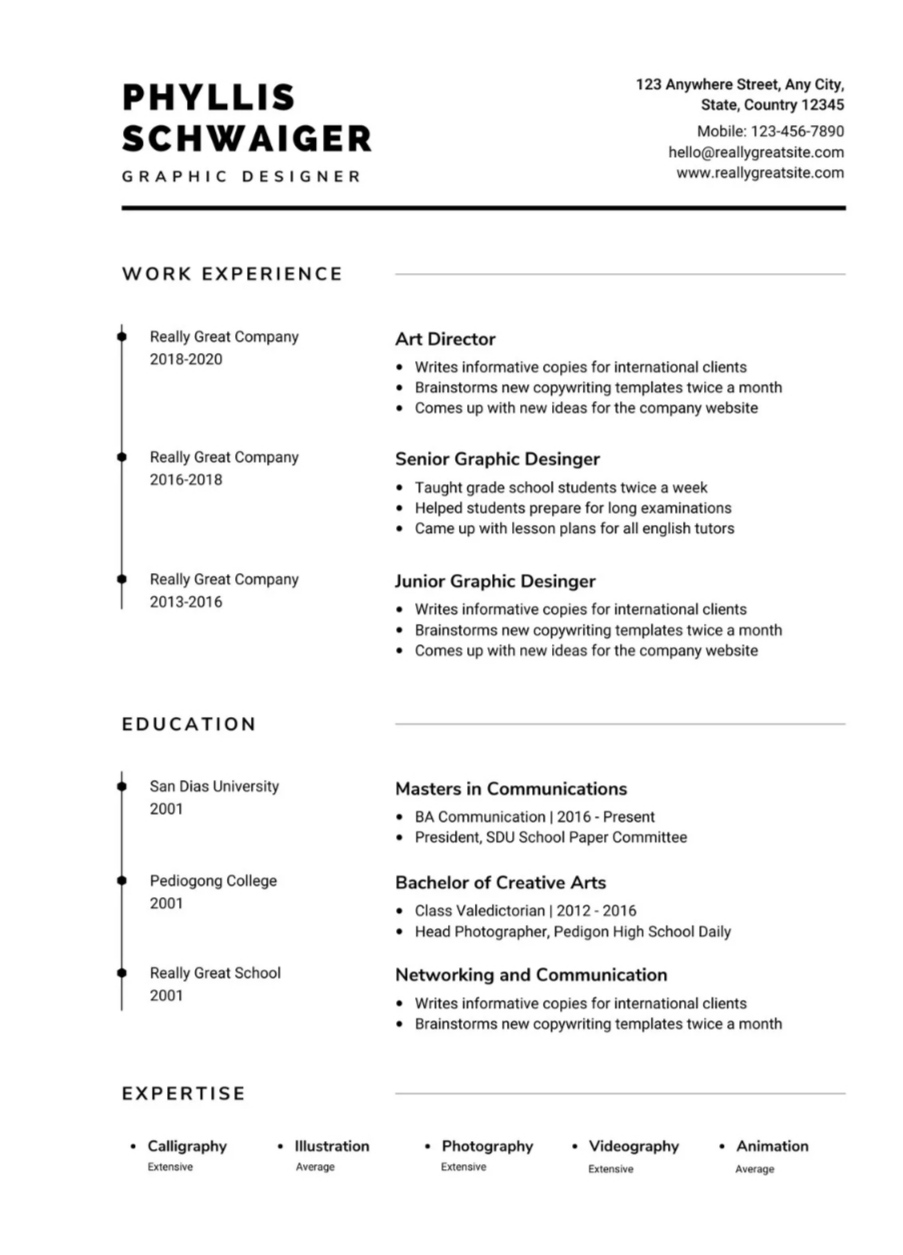 PHYLLIS
SCHWAIGER
GRAPHIC DESIGNER
123 Anywhere Street, Any City,
State, Country 12345
Mobile: 123-456-7890
hello@reallygreatsite.com
www.reallygreatsite.com
WORK EXPERIENCE
Really Great Company
2018-2020
Art Director
• Writes informative copies for international clients
• Brainstorms new copywriting templates twice a month
• Comes up with new ideas for the company website
Really Great Company
2016-2018
Senior Graphic Desinger
• Taught grade school students twice a week
• Helped students prepare for long examinations
• Came up with lesson plans for all english tutors
Really Great Company
2013-2016
Junior Graphic Desinger
• Writes informative copies for international clients
• Brainstorms new copywriting templates twice a month
• Comes up with new ideas for the company website
EDUCATION
San Dias University
2001
Masters in Communications
• BA Communication | 2016 - Present
• President, SDU School Paper Committee
Pediogong College
2001
Bachelor of Creative Arts
• Class Valedictorian | 2012 - 2016
• Head Photographer, Pedigon High School Daily
Really Great School
2001
Networking and Communication
• Writes informative copies for international clients
• Brainstorms new copywriting templates twice a month
EXPERTISE
• Calligraphy
Extensive
• Illustration
Average
• Photography
Extensive
• Videography
Extensive
• Animation
Average